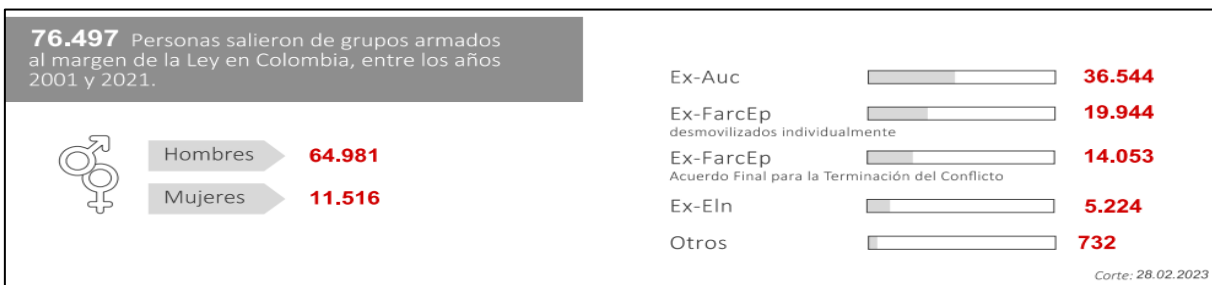 76.497 Personas salieron de grupos armados
al margen de la Ley en Colombia, entre los años
2001 y 2021.
Hombres 64.981
Mujeres 11.516
Ex-Auc 36.544
Ex-FarcEp 19.944
desmovilizados individualmente
Ex-FarcEp 14.053
Acuerdo Final para la Terminación del Conflicto
Ex-Eln 5.224
Otros 732
Corte: 28.02.2023